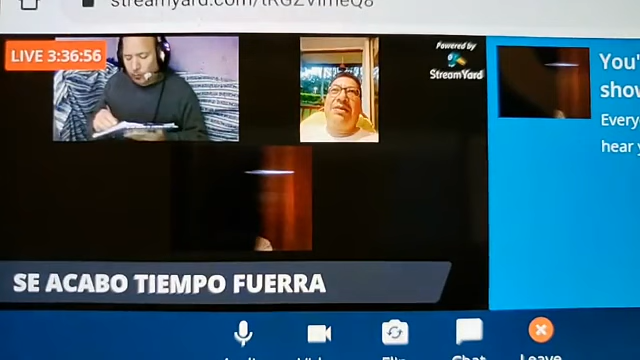 streamyard.com/tRGZVimeQ8
LIVE 3:36:56
Powered by
StreamYard
You'
show
Every
hear y
SE ACABO TIEMPO FUERRA
Chat
Leave